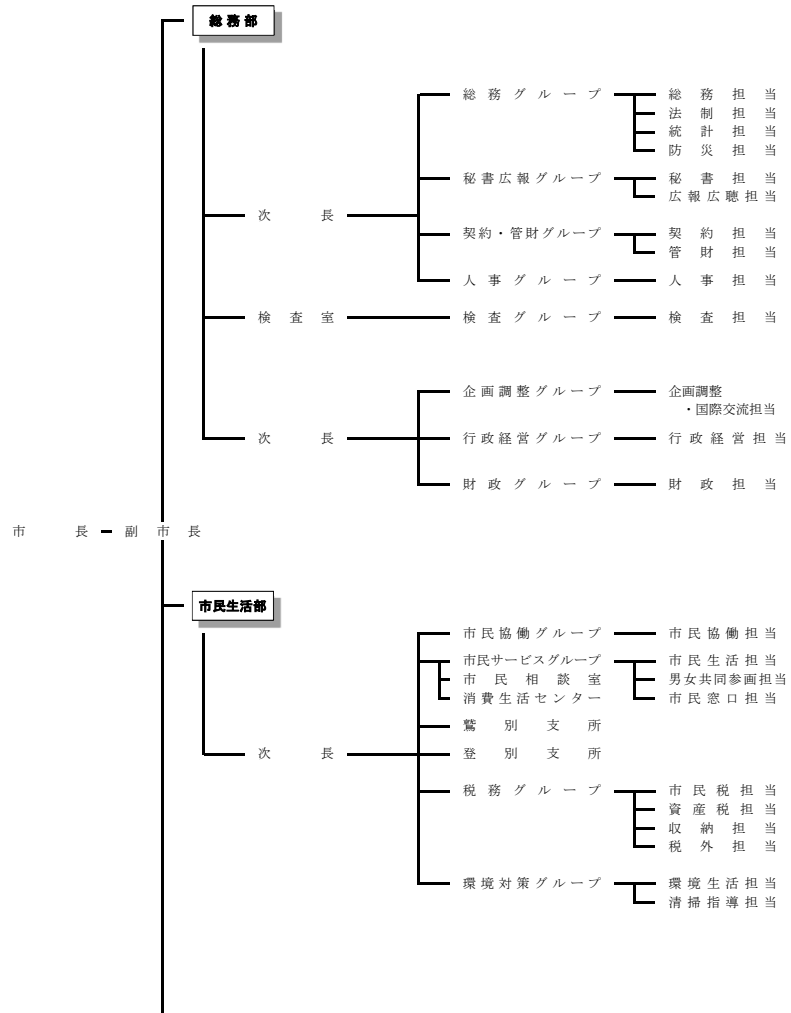 総務部
総務グループ 総務担当
法制担当
統計担当
防災担当
秘書広報グループ 秘書担当
広報広聴担当
次長
契約・管財グループ 契約担当
管財担当
人事グループ 人事担当
検査室 検査グループ 検査担当
企画調整グループ 企画調整
・国際交流担当
次長 行政経営グループ 行政経営担当
財政グループ 財政担当
市長 副市長
市民生活部
市民協働グループ 市民協働担当
市民サービスグループ 市民生活担当
市民相談室 男女共同参画担当
消費生活センター 市民窓口担当
鷲別支所
次長 登別支所
税務グループ 市民税担当
資産税担当
収納担当
税外担当
環境対策グループ 環境生活担当
清掃指導担当